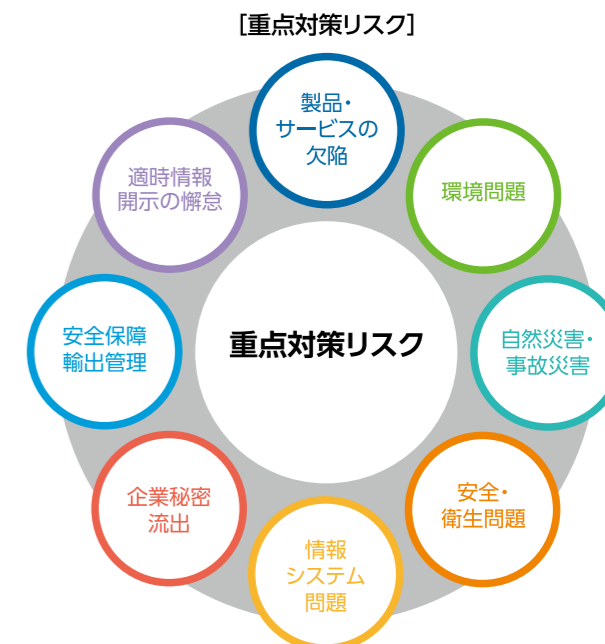 [重点対策リスク]
製品・
サービスの
欠陥
環境問題
自然災害・
事故災害
安全・
衛生問題
情報
システム
問題
企業秘密
流出
安全保障
輸出管理
適時情報
開示の懈怠
重点対策リスク